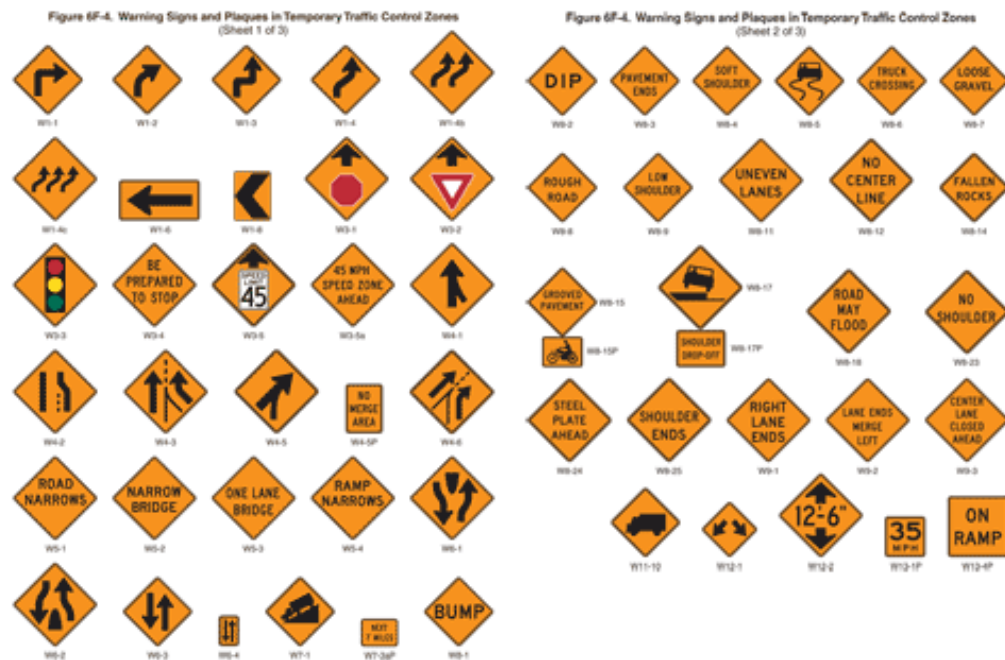 Figure 6F-4. Warning Signs and Plaques in Temporary Traffic Control Zones
(Sheet 1 of 3)
W1-1
W1-2
W1-3
W1-4
W1-4b
W1-4c
W1-6
W1-8
W3-1
W3-2
BE
PREPARED
TO STOP
SPEED
LIMIT
45
45 MPH
SPEED ZONE
AHEAD
W3-3
W3-4
W3-5
W3-5a
W4-1
NO
MERGE
AREA
W4-2
W4-3
W4-5
W4-5P
W4-6
ROAD
NARROWS
NARROW
BRIDGE
ONE LANE
BRIDGE
RAMP
NARROWS
W5-1
W5-2
W5-3
W5-4
W6-1
NEXT
7 MILES
BUMP
W6-2
W6-3
W6-4
W7-1
W7-3aP
W8-1
Figure 6F-4. Warning Signs and Plaques in Temporary Traffic Control Zones
(Sheet 2 of 3)
DIP
PAVEMENT
ENDS
SOFT
SHOULDER
TRUCK
CROSSING
LOOSE
GRAVEL
W8-2
W8-3
W8-4
W8-5
W8-6
W8-7
ROUGH
ROAD
LOW
SHOULDER
UNEVEN
LANES
NO
CENTER
LINE
FALLEN
ROCKS
W8-8
W8-9
W8-11
W8-12
W8-14
GROOVED
PAVEMENT
W8-15
W8-15P
W8-17
SHOULDER
DROP-OFF
W8-17P
ROAD
MAY
FLOOD
W8-18
NO
SHOULDER
W8-23
STEEL
PLATE
AHEAD
SHOULDER
ENDS
RIGHT
LANE
ENDS
LANE ENDS
MERGE
LEFT
CENTER
LANE
CLOSED
AHEAD
W8-24
W8-25
W9-1
W9-2
W9-3
12'-6"
35
MPH
ON
RAMP
W11-10
W12-1
W12-2
W13-1P
W13-4P